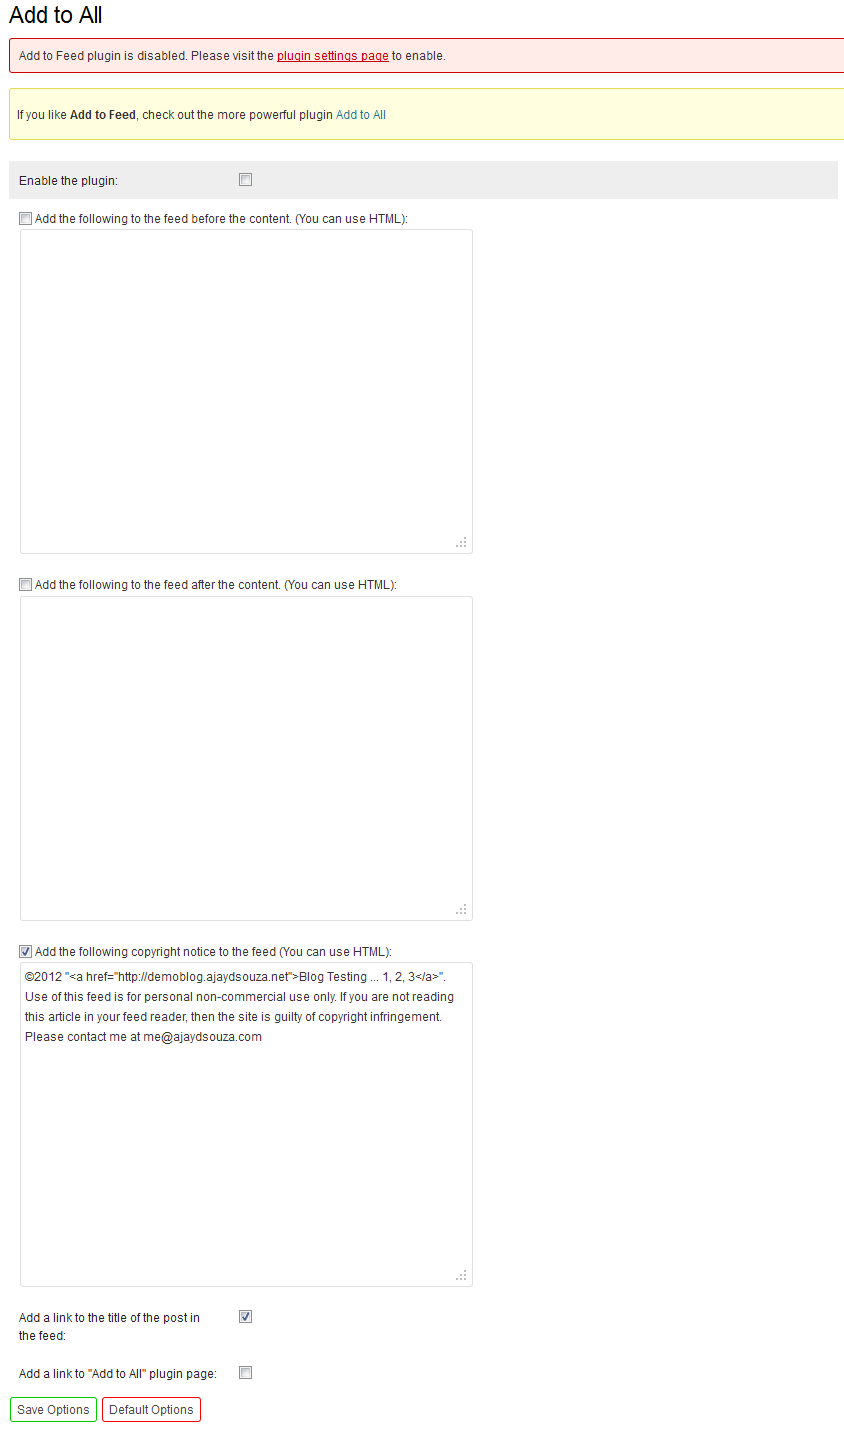 Add to All
Add to Feed plugin is disabled. Please visit the plugin settings page to enable.
If you like Add to Feed, check out the more powerful plugin Add to All
Enable the plugin:
Add the following to the feed before the content. (You can use HTML):
Add the following to the feed after the content. (You can use HTML):
Add the following copyright notice to the feed (You can use HTML):
©2012 "<a href="http://demoblog.ajaydsouza.net">Blog Testing ... 1, 2, 3</a>".
Use of this feed is for personal non-commercial use only. If you are not reading
this article in your feed reader, then the site is guilty of copyright infringement.
Please contact me at me@ajaydsouza.com
Add a link to the title of the post in
the feed:
Add a link to "Add to All" plugin page:
Save Options Default Options